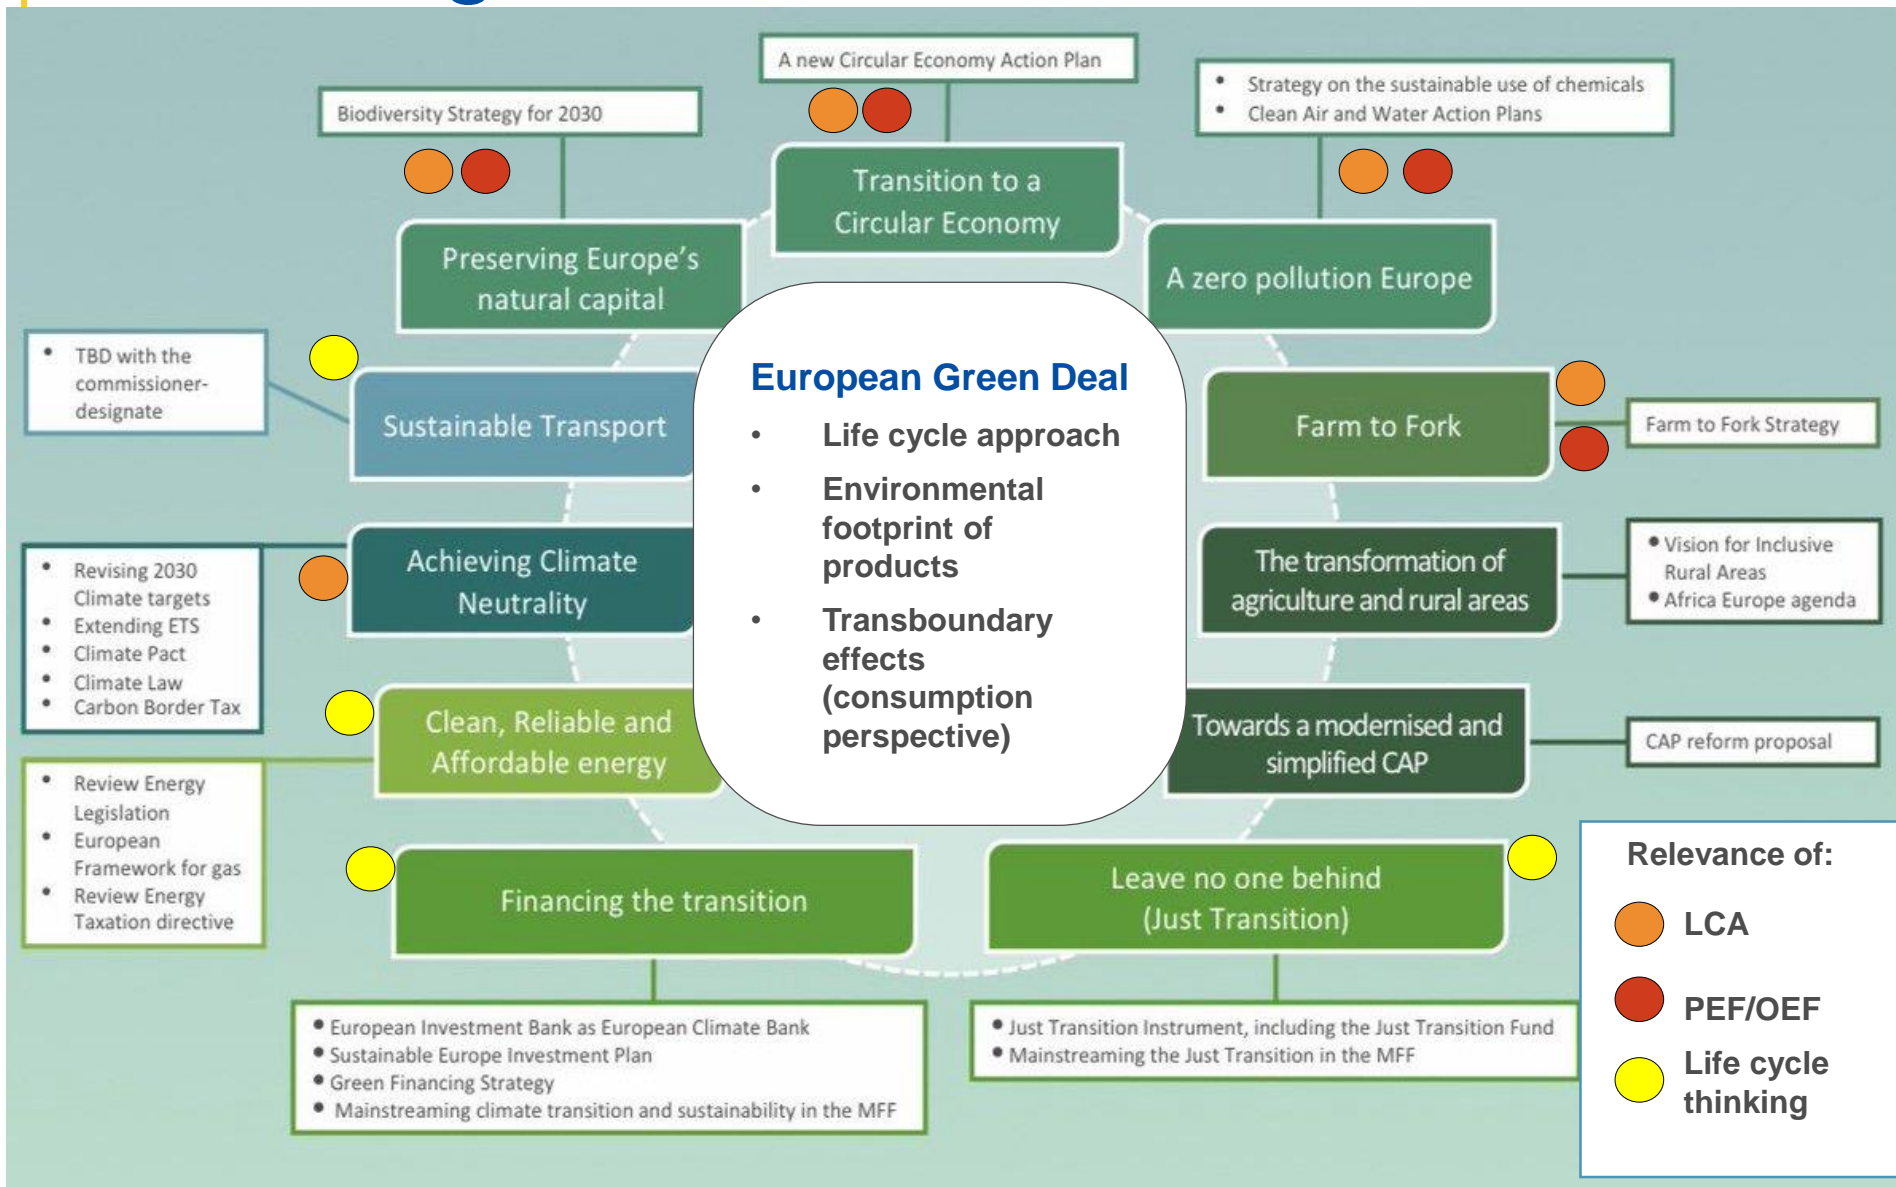 A new Circular Economy Action Plan
Biodiversity Strategy for 2030
• Strategy on the sustainable use of chemicals
• Clean Air and Water Action Plans
Transition to a
Circular Economy
Preserving Europe's
natural capital
A zero pollution Europe
• TBD with the
commissioner-
designate
Sustainable Transport
European Green Deal
• Life cycle approach
• Environmental
footprint of
products
• Transboundary
effects
(consumption
perspective)
Farm to Fork
Farm to Fork Strategy
• Revising 2030
Climate targets
• Extending ETS
• Climate Pact
• Climate Law
• Carbon Border Tax
Achieving Climate
Neutrality
The transformation of
agriculture and rural areas
• Vision for Inclusive
Rural Areas
• Africa Europe agenda
Clean, Reliable and
Affordable energy
Towards a modernised and
simplified CAP
CAP reform proposal
• Review Energy
Legislation
• European
Framework for gas
• Review Energy
Taxation directive
Financing the transition
Leave no one behind
(Just Transition)
• European Investment Bank as European Climate Bank
• Sustainable Europe Investment Plan
• Green Financing Strategy
• Mainstreaming climate transition and sustainability in the MFF
• Just Transition Instrument, including the Just Transition Fund
• Mainstreaming the Just Transition in the MFF
Relevance of:
LCA
PEF/OEF
Life cycle
thinking